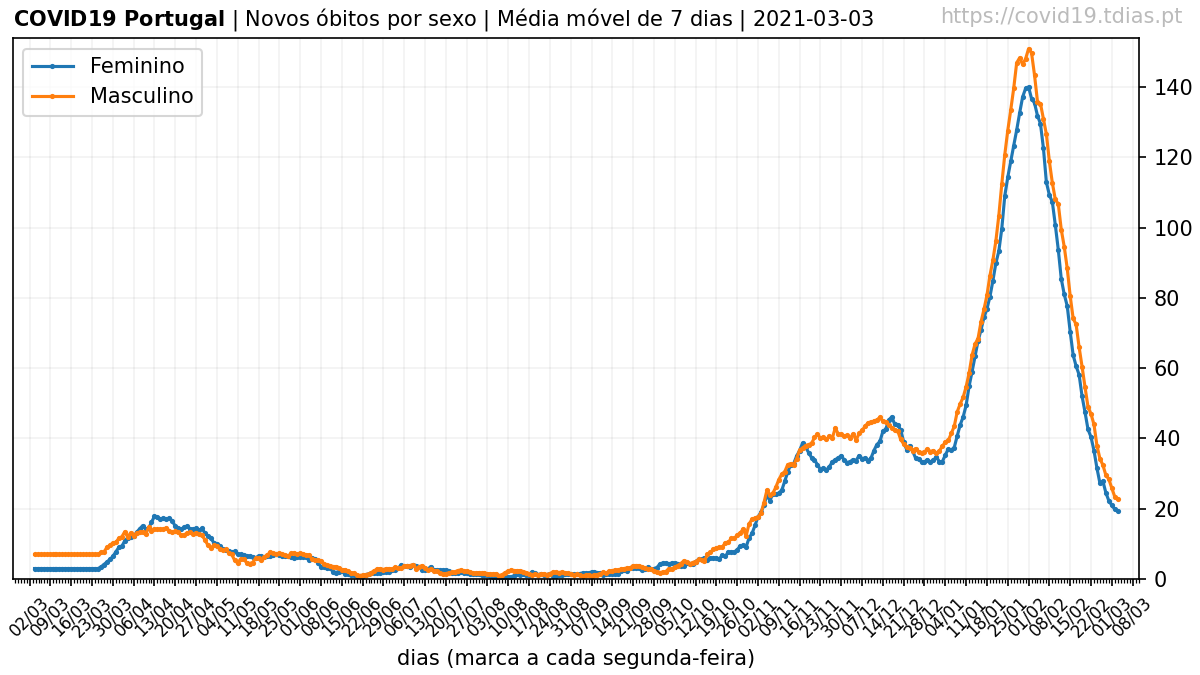 COVID19 Portugal | Novos óbitos por sexo | Média móvel de 7 dias | 2021-03-03
https://covid19.tdias.pt
Feminino
Masculino
140
120
100
80
60
40
20
0
02/03 09/03 16/03 23/03 30/03 06/04 13/04 20/04 27/04 04/05 11/05 18/05 25/05 01/06 08/06 15/06 22/06 29/06 06/07 13/07 20/07 27/07 03/08 10/08 17/08 24/08 31/08 07/09 14/09 21/09 28/09 05/10 12/10 19/10 26/10 02/11 09/11 16/11 23/11 30/11 07/12 14/12 21/12 28/12 04/01 11/01 18/01 25/01 01/02 08/02 15/02 22/02 01/03 08/03
dias (marca a cada segunda-feira)